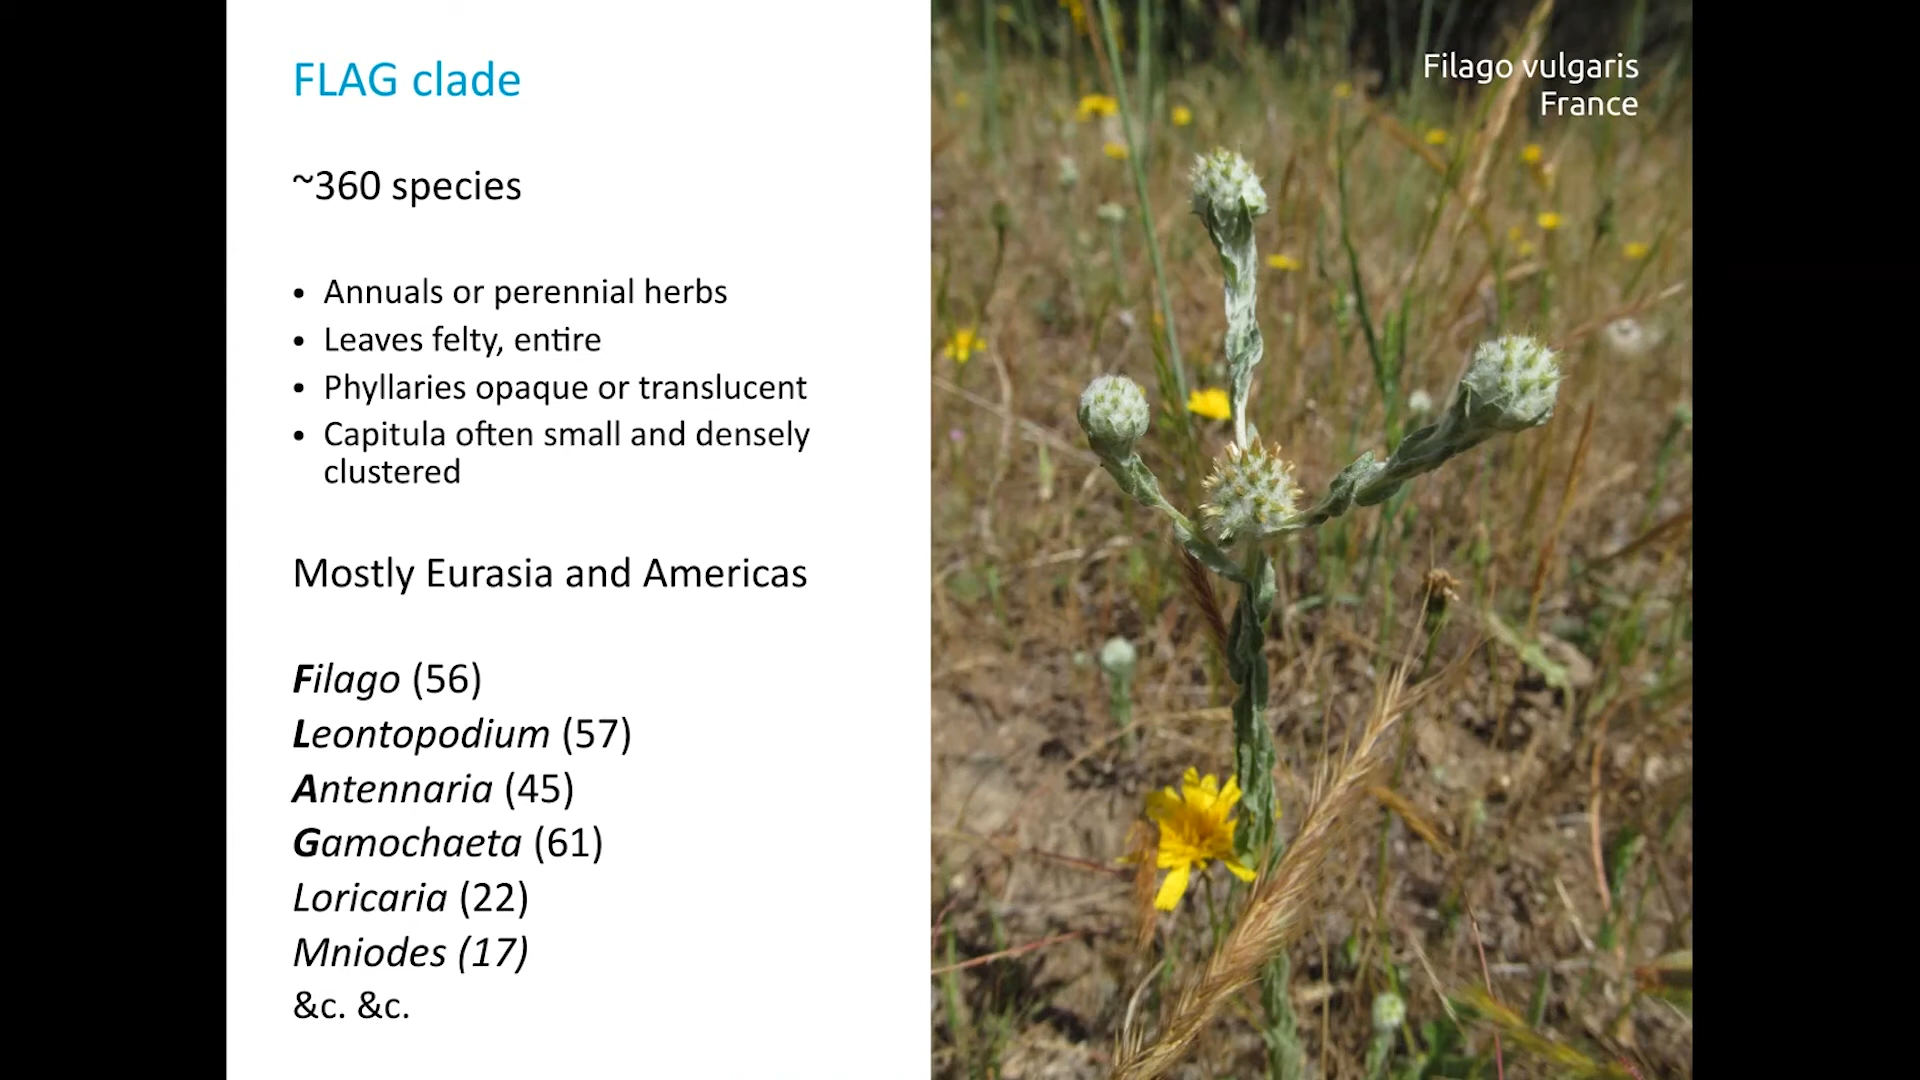 FLAG clade
~360 species
• Annuals or perennial herbs
• Leaves felty, entire
• Phyllaries opaque or translucent
• Capitula often small and densely
clustered
Mostly Eurasia and Americas
Filago (56)
Leontopodium (57)
Antennaria (45)
Gamochaeta (61)
Loricaria (22)
Mniodes (17)
&c. &c.
Filago vulgaris
France